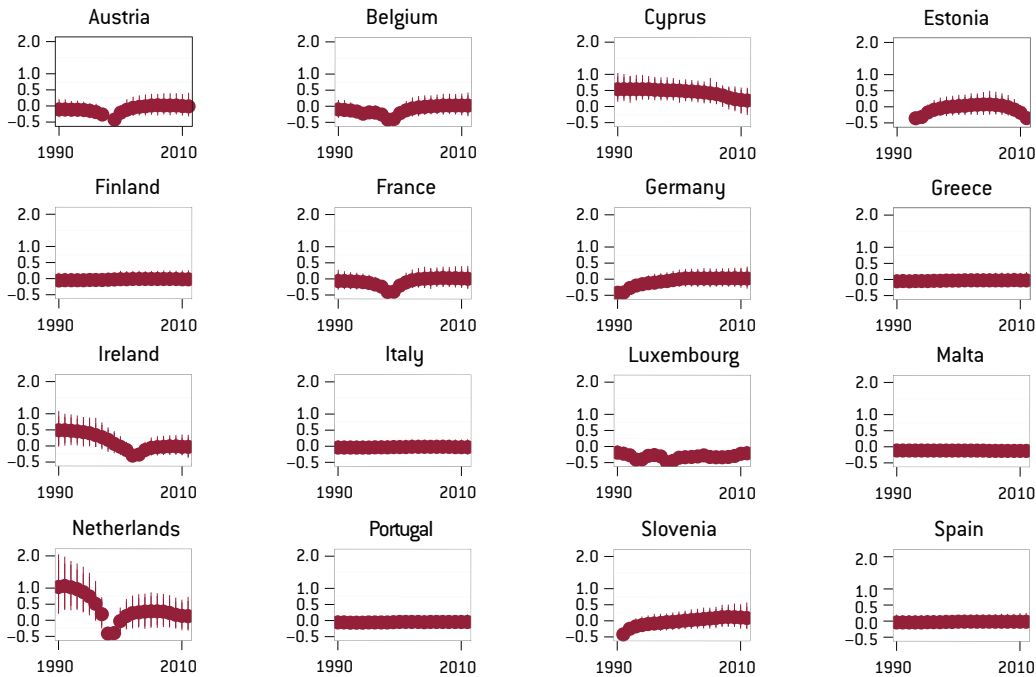 Austria Belgium Cyprus Estonia
2.0 2.0 2.0 2.0
1.0 1.0 1.0 1.0
0.5 0.5 0.5 0.5
0.0 0.0 0.0 0.0
−0.5 −0.5 −0.5 −0.5
1990 2010 1990 2010 1990 2010 1990 2010
Finland France Germany Greece
2.0 2.0 2.0 2.0
1.0 1.0 1.0 1.0
0.5 0.5 0.5 0.5
0.0 0.0 0.0 0.0
−0.5 −0.5 −0.5 −0.5
1990 2010 1990 2010 1990 2010 1990 2010
Ireland Italy Luxembourg Malta
2.0 2.0 2.0 2.0
1.0 1.0 1.0 1.0
0.5 0.5 0.5 0.5
0.0 0.0 0.0 0.0
−0.5 −0.5 −0.5 −0.5
1990 2010 1990 2010 1990 2010 1990 2010
Netherlands Portugal Slovenia Spain
2.0 2.0 2.0 2.0
1.0 1.0 1.0 1.0
0.5 0.5 0.5 0.5
0.0 0.0 0.0 0.0
−0.5 −0.5 −0.5 −0.5
1990 2010 1990 2010 1990 2010 1990 2010